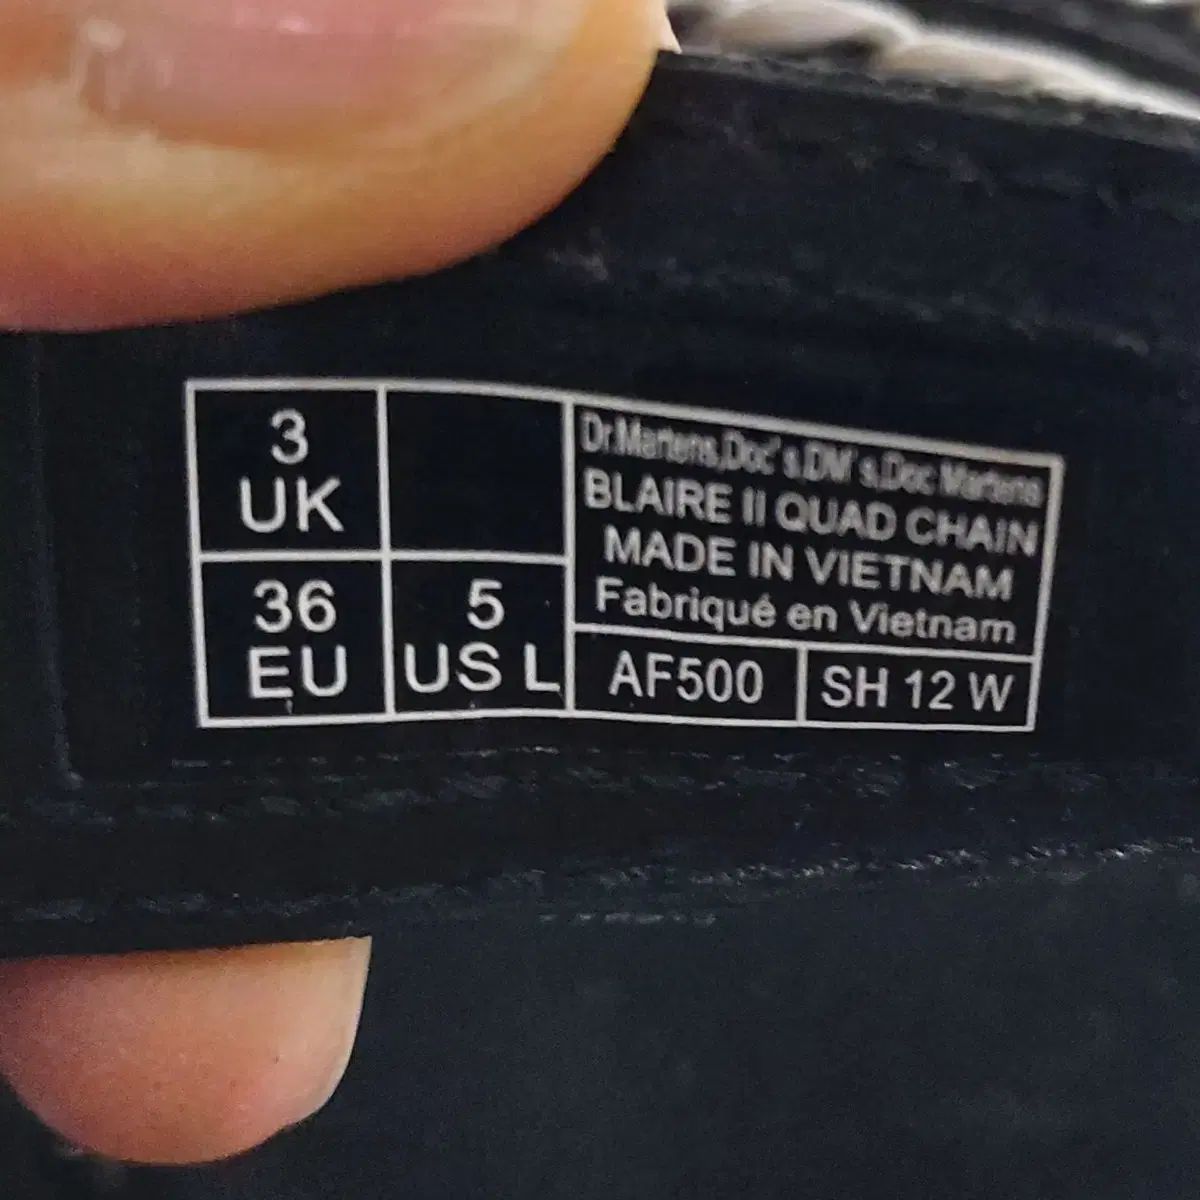 3
UK
36
EU
5
US L
Dr.Martens,Doc's,DM's,Doc Martens
BLAIRE II QUAD CHAIN
MADE IN VIETNAM
Fabriqué en Vietnam
AF500
SH 12 W